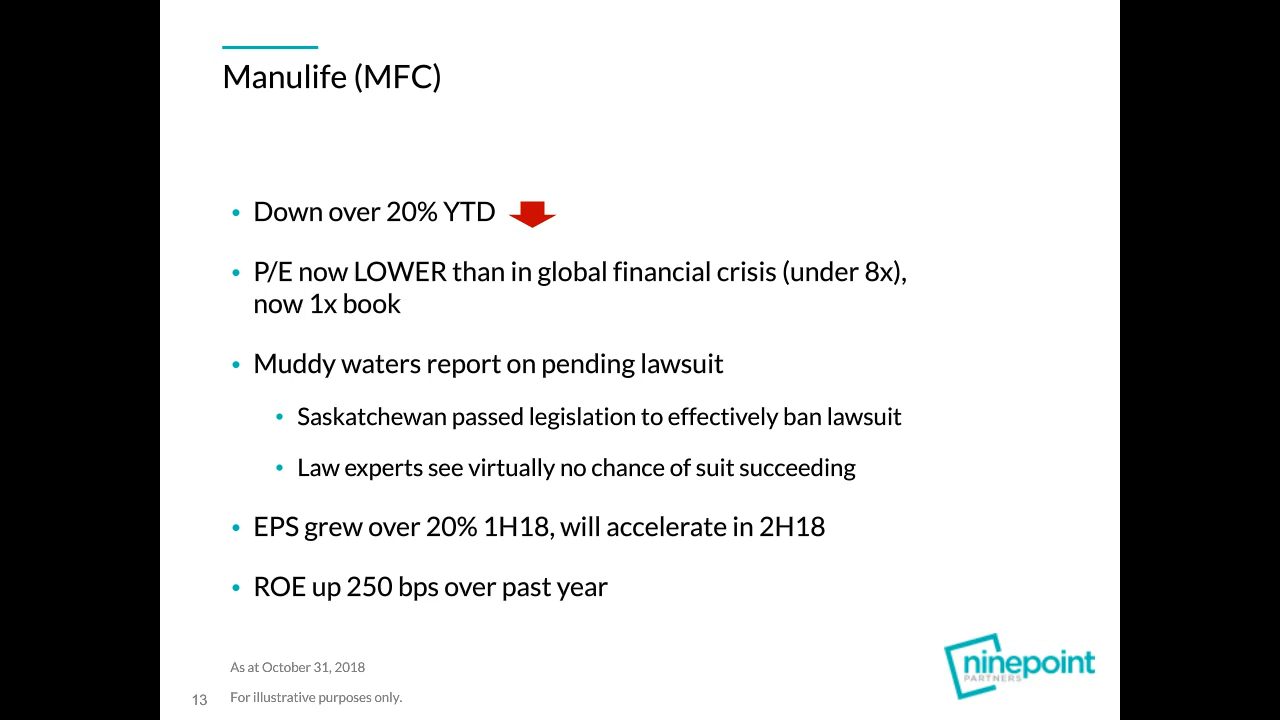 Manulife (MFC)
• Down over 20% YTD
• P/E now LOWER than in global financial crisis (under 8x),
now 1x book
• Muddy waters report on pending lawsuit
• Saskatchewan passed legislation to effectively ban lawsuit
• Law experts see virtually no chance of suit succeeding
• EPS grew over 20% 1H18, will accelerate in 2H18
• ROE up 250 bps over past year
As at October 31, 2018
13 For illustrative purposes only.
ninepoint
PARTNERS